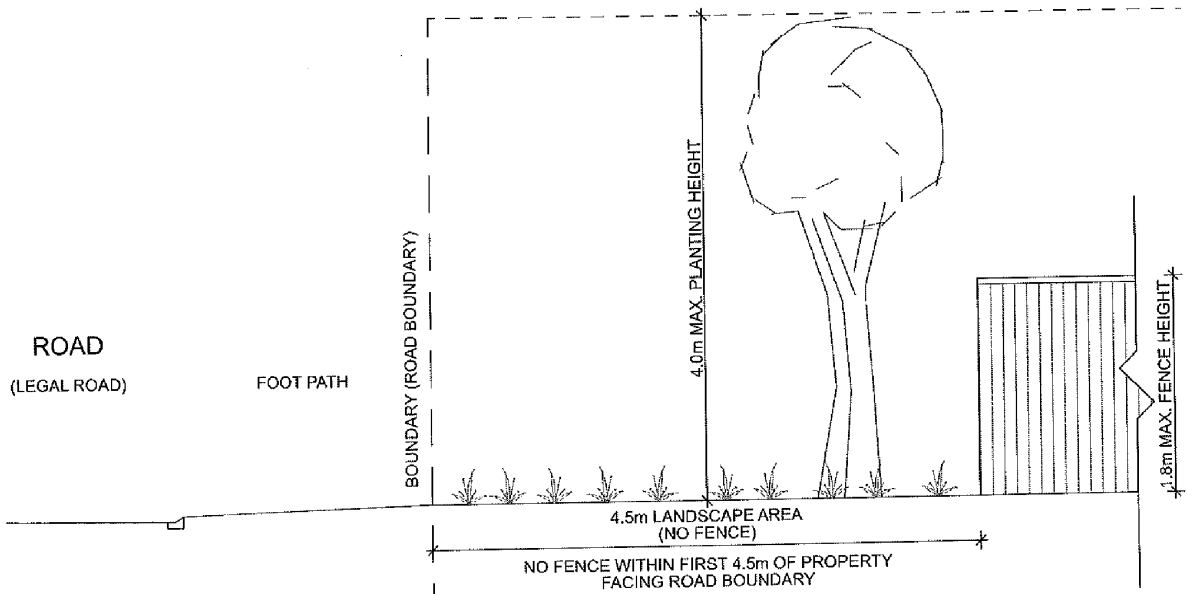 ROAD
(LEGAL ROAD)
FOOT PATH
BOUNDARY (ROAD BOUNDARY)
4.0m MAX. PLANTING HEIGHT
1.8m MAX. FENCE HEIGHT
4.5m LANDSCAPE AREA
(NO FENCE)
NO FENCE WITHIN FIRST 4.5m OF PROPERTY
FACING ROAD BOUNDARY